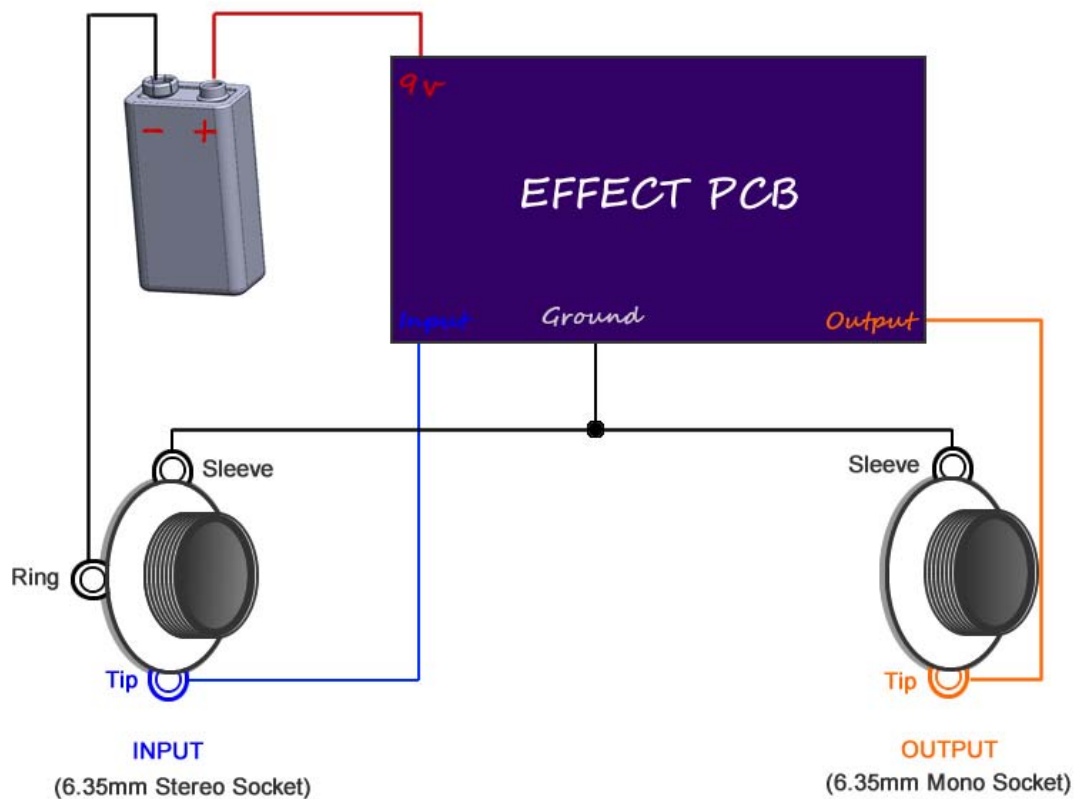 - +
9v
EFFECT PCB
Input
Ground
Output
Sleeve
Sleeve
Ring
Tip
Tip
INPUT
(6.35mm Stereo Socket)
OUTPUT
(6.35mm Mono Socket)